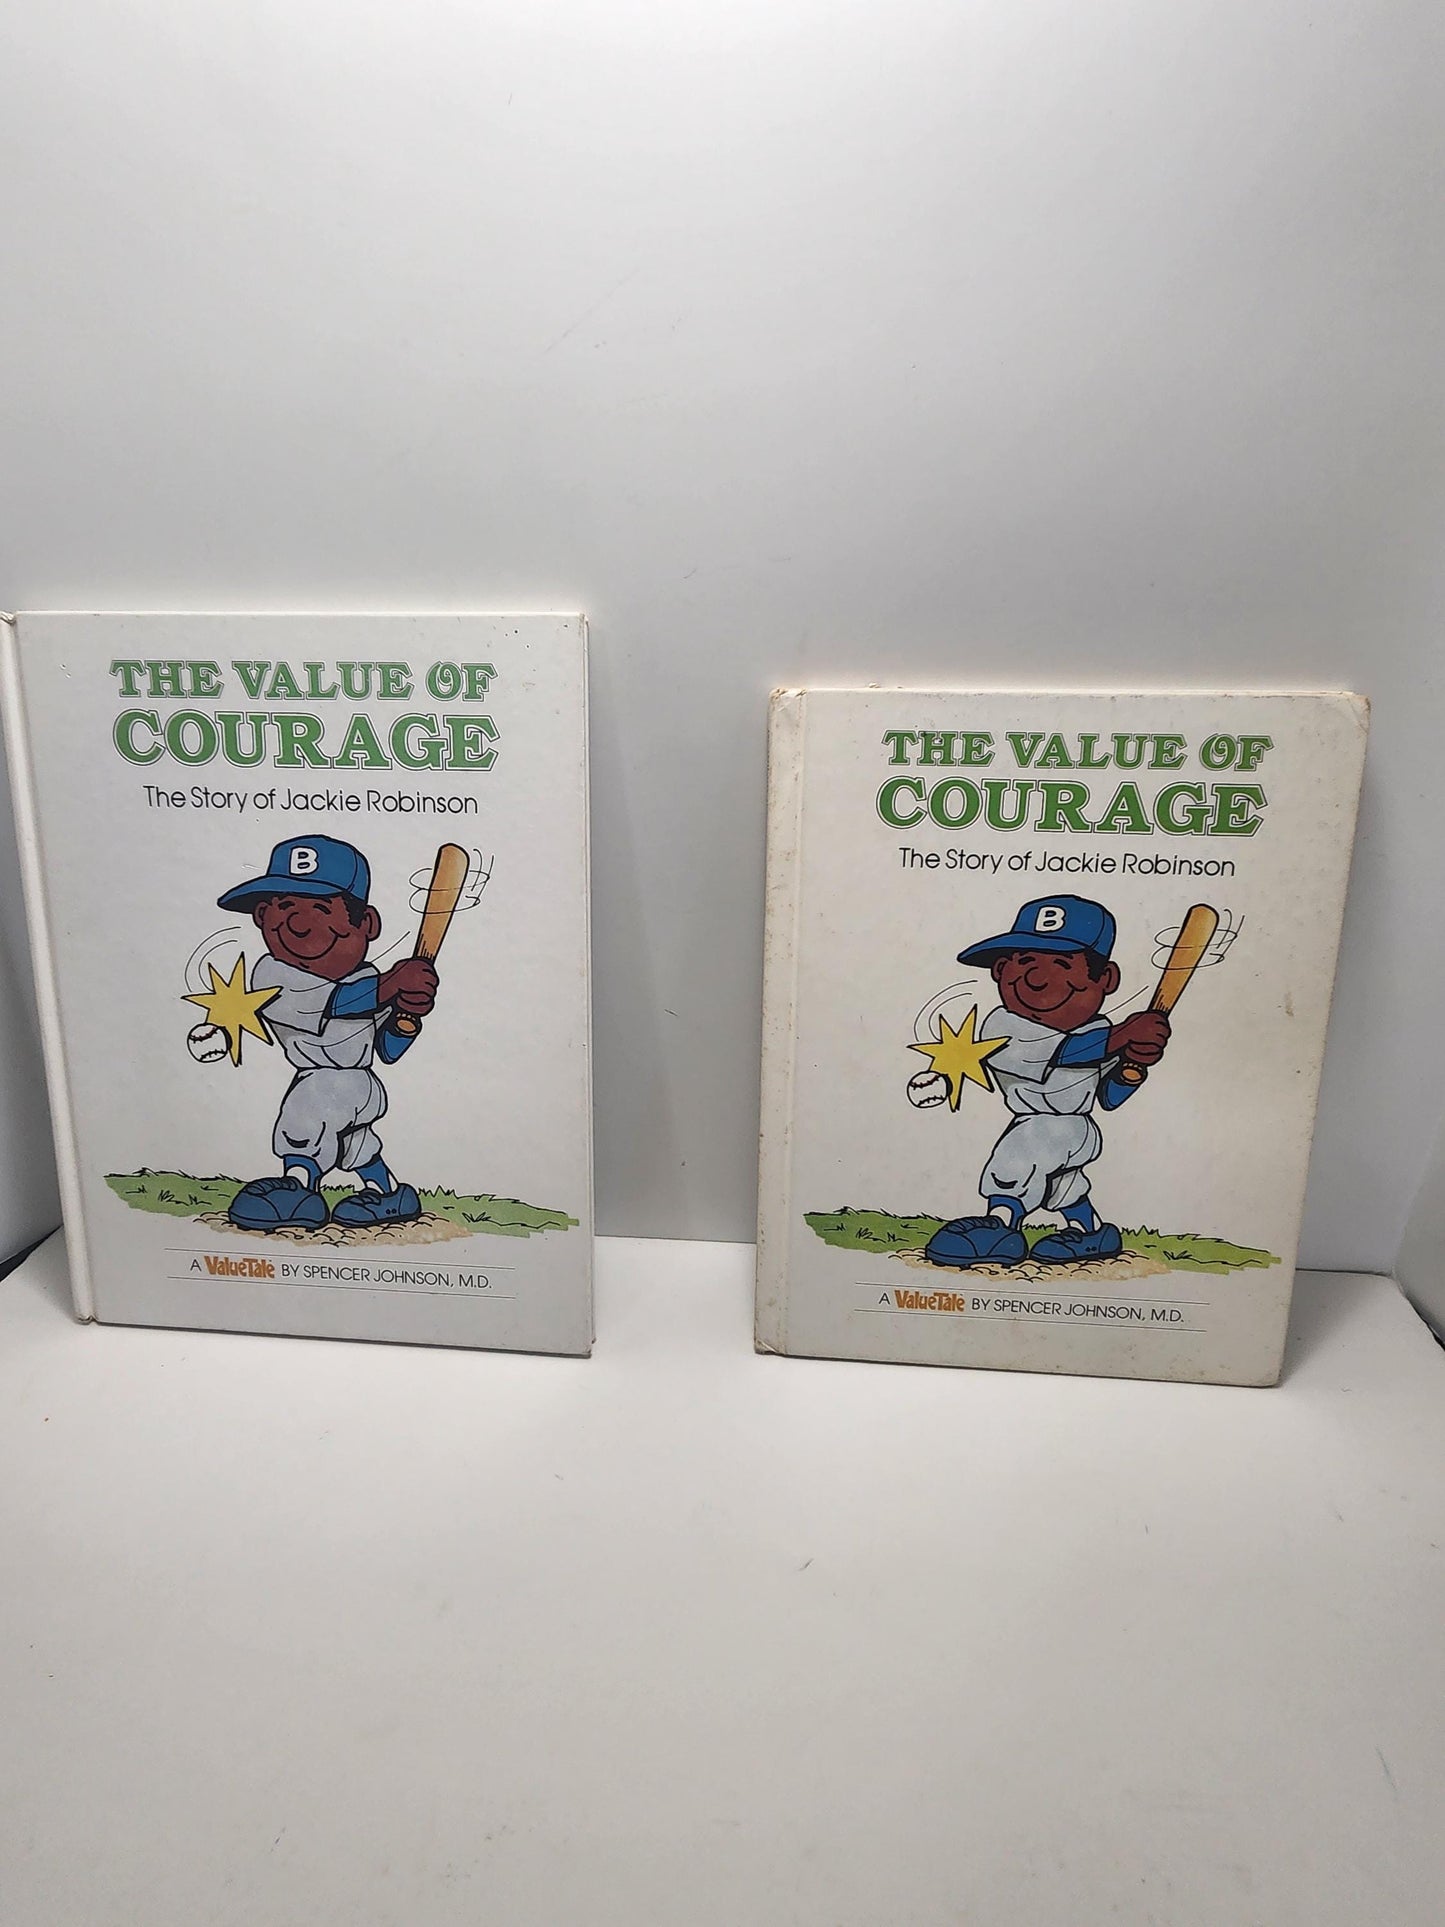 THE VALUE OF
COURAGE
The Story of Jackie Robinson
B
A ValueTale BY SPENCER JOHNSON, M.D.
THE VALUE OF
COURAGE
The Story of Jackie Robinson
B
A ValueTale BY SPENCER JOHNSON, M.D.